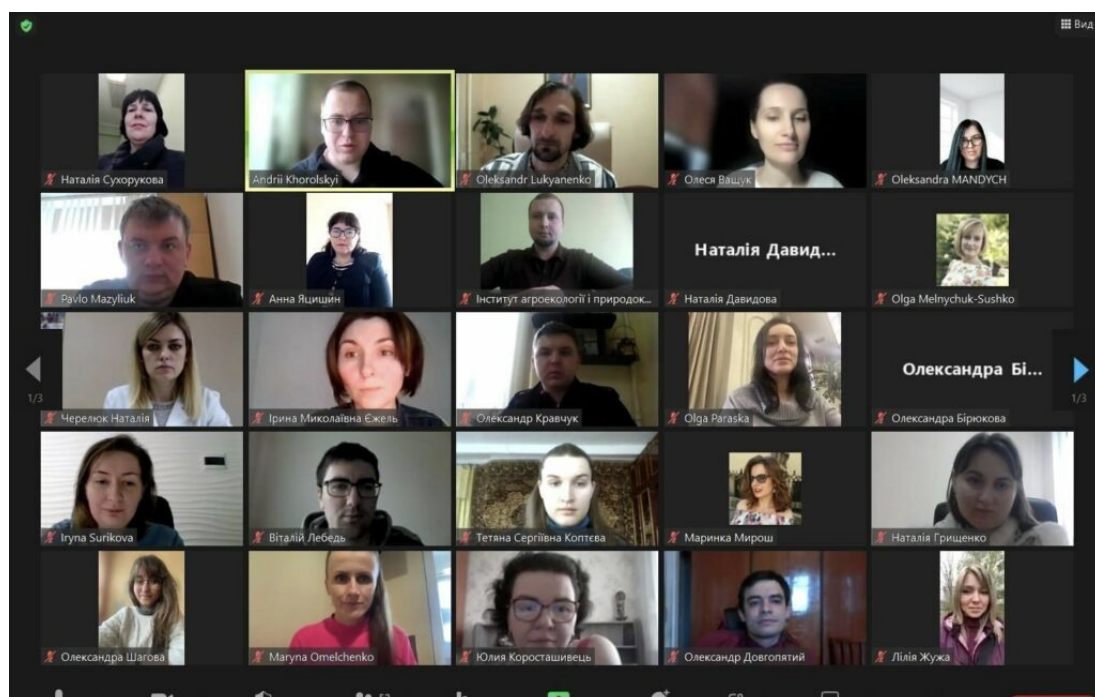 Вид
Наталія Сухорукова
Andrii Khorolskyi
Oleksandr Lukyanenko
Олеся Ващук
Oleksandra MANDYCH
Pavlo Mazyliuk
Анна Яцишин
Інститут агроекології і природок...
Наталія Давид...
Наталія Давидова
Olga Melnychuk-Sushko
1/3
Черелюк Наталія
Ірина Миколаївна Єжель
Олександр Кравчук
Olga Paraska
Олександра Бі...
Олександра Бірюкова
1/3
Iryna Surikova
Віталій Лебедь
Тетяна Сергіївна Коптєва
Маринка Мирош
Наталія Грищенко
Олександра Шагова
Maryna Omelchenko
Юлия Коросташивець
Олександр Довгопятий
Лілія Жужа